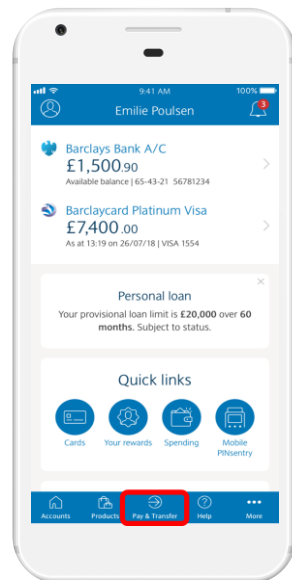 9:41 AM
100%
Emilie Poulsen
3
Barclays Bank A/C
£1,500.90
Available balance | 65-43-21 56781234
Barclaycard Platinum Visa
£7,400.00
As at 13:19 on 26/07/18 | VISA 1554
Personal loan
Your provisional loan limit is £20,000 over 60
months. Subject to status.
Quick links
Cards
Your rewards
Spending
Mobile
PINsentry
Accounts
Products
Pay & Transfer
Help
More